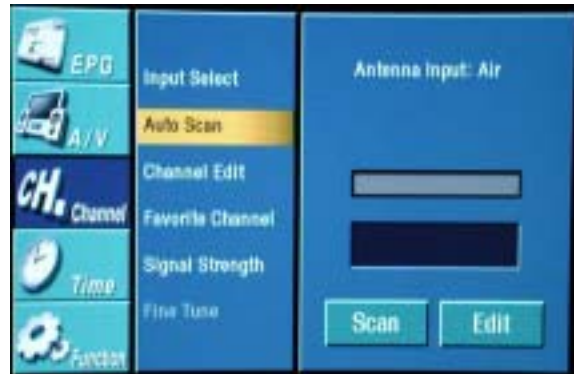 EPG
A/V
CH. Channel
Time
Function
Input Select
Auto Scan
Channel Edit
Favorite Channel
Signal Strength
Fine Tune
Antenna Input: Air
Scan
Edit